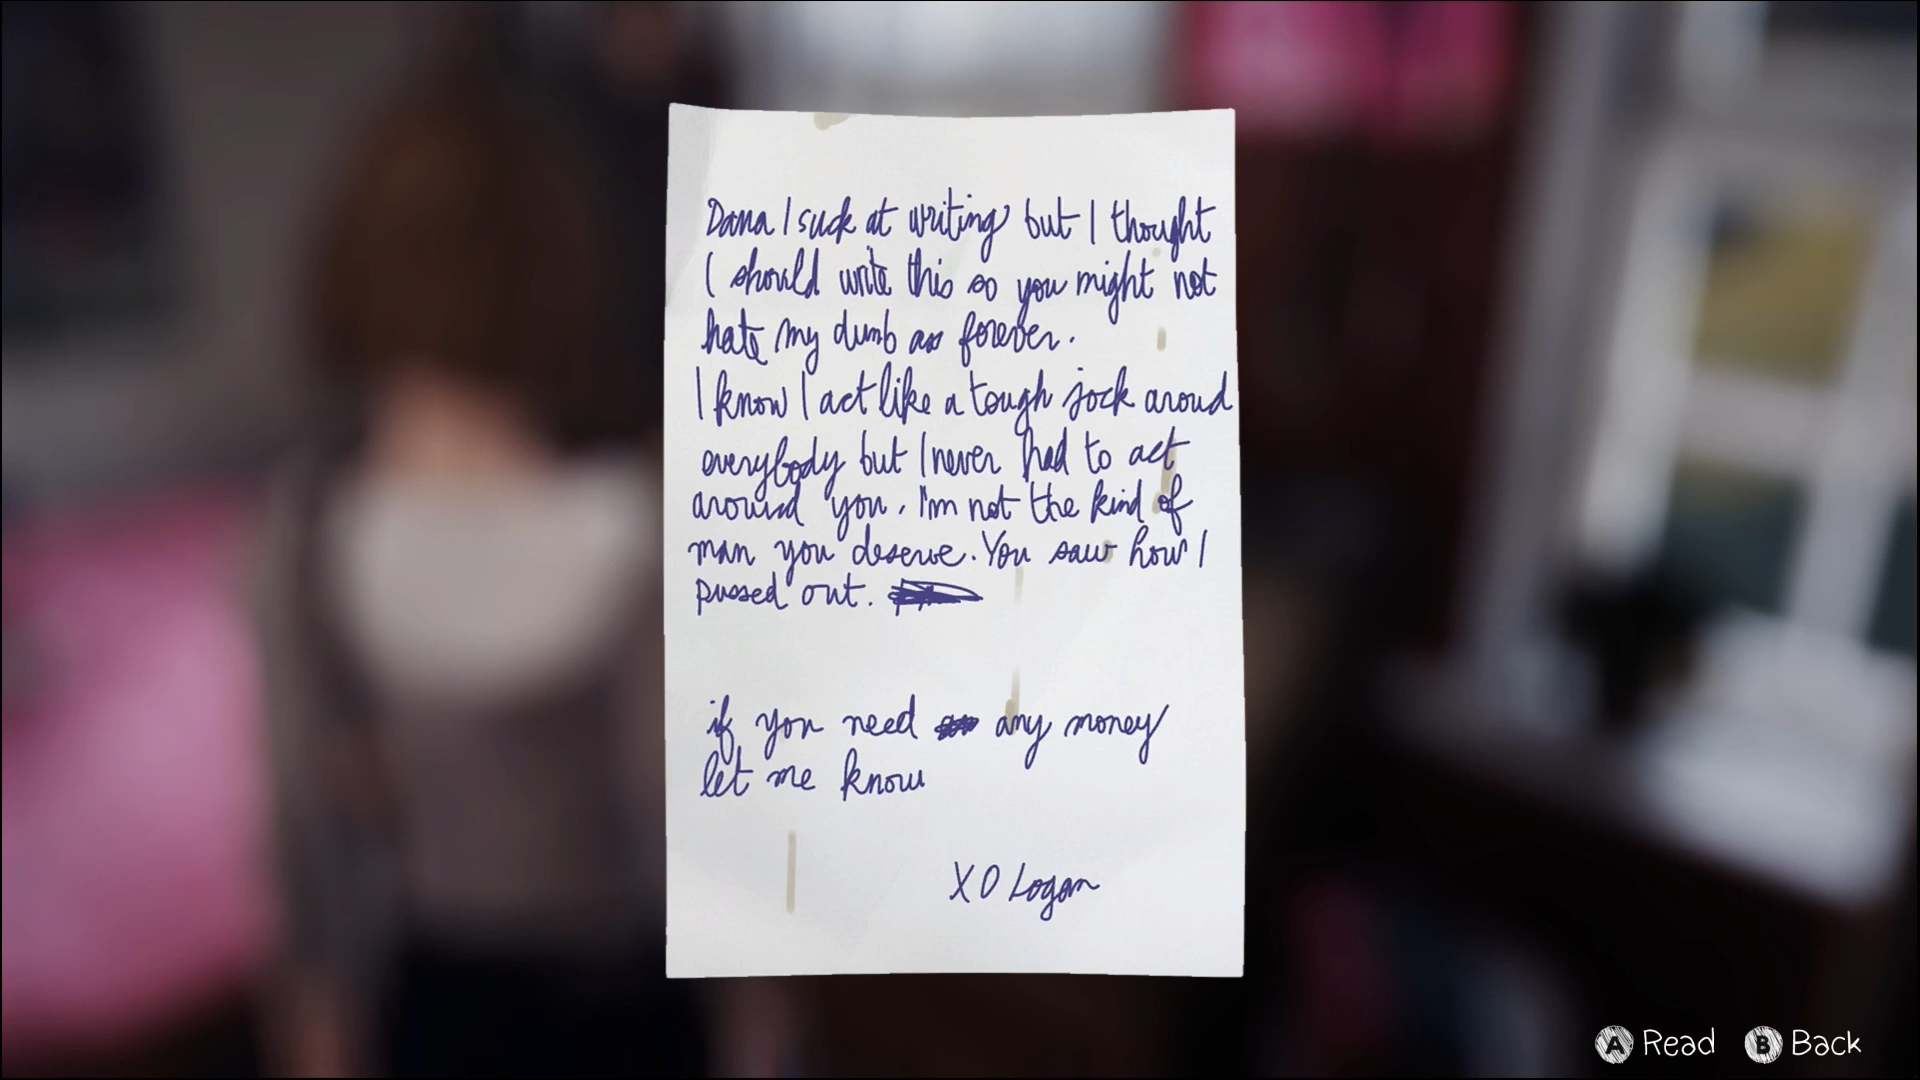 Dana I suck at writing but I thought
I should write this so you might not
hate my dumb ass forever.
I know I act like a tough jock aroud
everybody but I never had to act
around you. I'm not the kind of
man you deserve. You saw how I
pussed out.
if you need any money
let me know
XO Logan
A Read B Back